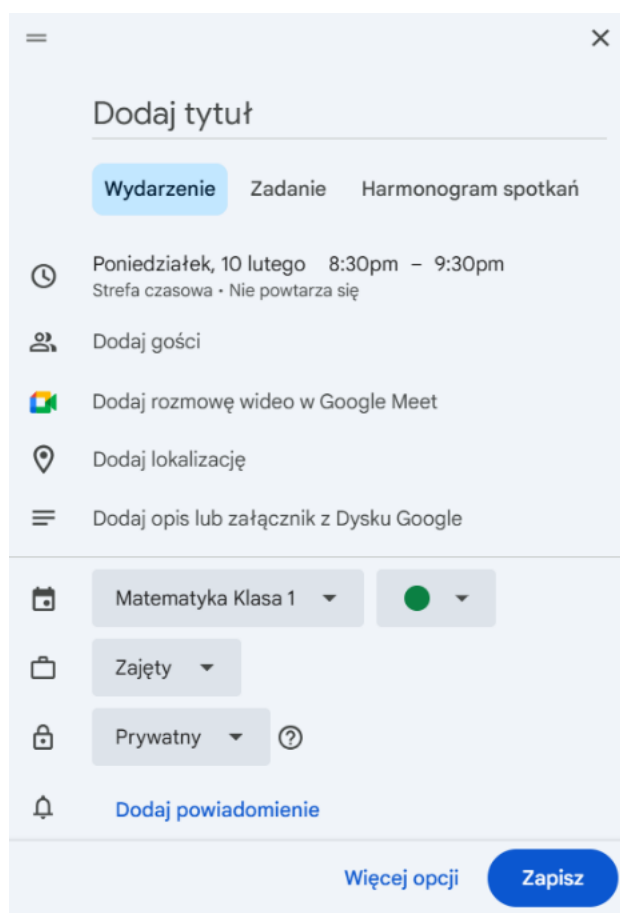 Dodaj tytuł
Wydarzenie Zadanie Harmonogram spotkań
Poniedziałek, 10 lutego 8:30pm – 9:30pm
Strefa czasowa • Nie powtarza się
Dodaj gości
Dodaj rozmowę wideo w Google Meet
Dodaj lokalizację
Dodaj opis lub załącznik z Dysku Google
Matematyka Klasa 1
Zajęty
Prywatny
Dodaj powiadomienie
Więcej opcji Zapisz